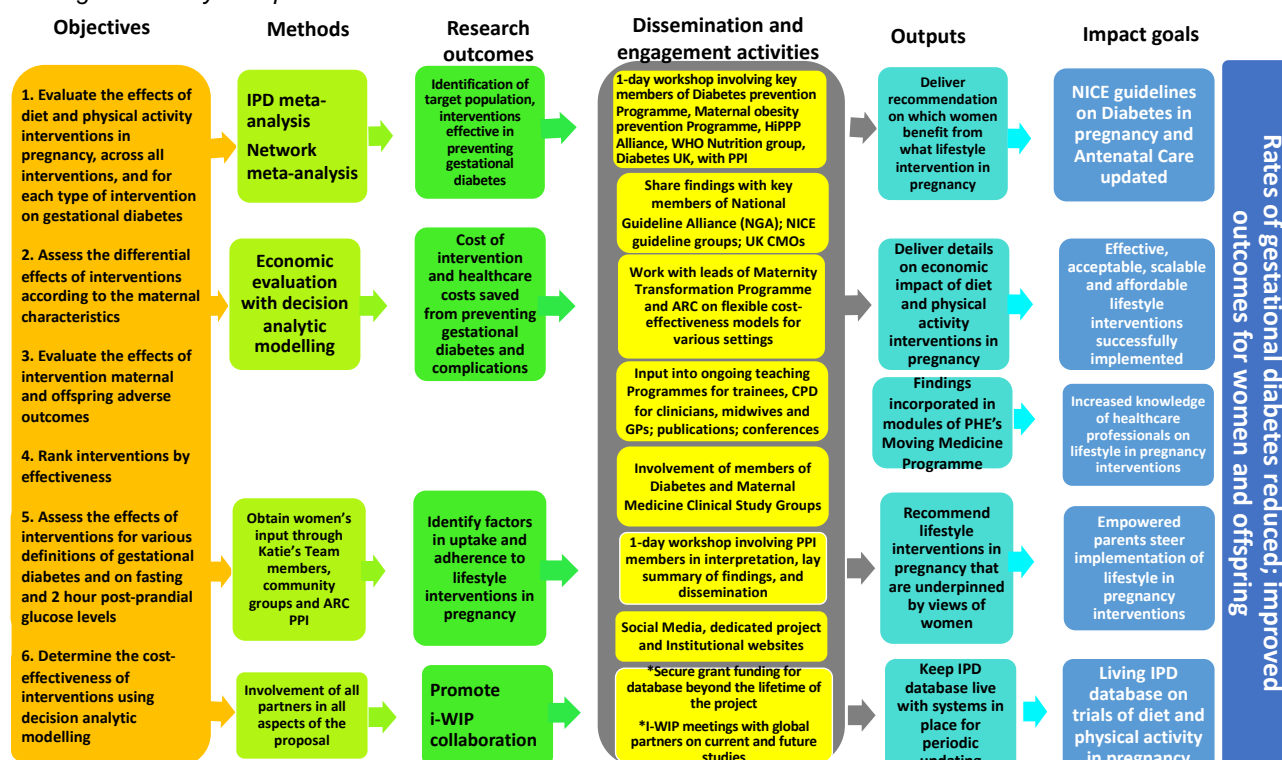 Objectives
Methods
Research
outcomes
Dissemination and
engagement activities
Outputs
Impact goals
1. Evaluate the effects of
diet and physical activity
interventions in
pregnancy, across all
interventions, and for
each type of intervention
on gestational diabetes
2. Assess the differential
effects of interventions
according to the maternal
characteristics
3. Evaluate the effects of
intervention maternal
and offspring adverse
outcomes
4. Rank interventions by
effectiveness
5. Assess the effects of
interventions for various
definitions of gestational
diabetes and on fasting
and 2 hour post-prandial
glucose levels
6. Determine the cost-
effectiveness of
interventions using
decision analytic
modelling
IPD meta-
analysis
Network
meta-analysis
Economic
evaluation
with decision
analytic
modelling
Obtain women's
input through
Katie's Team
members,
community
groups and ARC
PPI
Involvement of all
partners in all
aspects of the
proposal
Identification of
target population,
interventions
effective in
preventing
gestational
diabetes
Cost of
intervention
and healthcare
costs saved
from preventing
gestational
diabetes and
complications
Identify factors
in uptake and
adherence to
lifestyle
interventions in
pregnancy
Promote
i-WIP
collaboration
1-day workshop involving key
members of Diabetes prevention
Programme, Maternal obesity
prevention Programme, HiPPP
Alliance, WHO Nutrition group,
Diabetes UK, with PPI
Share findings with key
members of National
Guideline Alliance (NGA); NICE
guideline groups; UK CMOs
Work with leads of Maternity
Transformation Programme
and ARC on flexible cost-
effectiveness models for
various settings
Input into ongoing teaching
Programmes for trainees, CPD
for clinicians, midwives and
GPs; publications; conferences
Involvement of members of
Diabetes and Maternal
Medicine Clinical Study Groups
1-day workshop involving PPI
members in interpretation, lay
summary of findings, and
dissemination
Social Media, dedicated project
and Institutional websites
*Secure grant funding for
database beyond the lifetime of
the project
*I-WIP meetings with global
partners on current and future
studies
Deliver
recommendation
on which women
benefit from
what lifestyle
intervention in
pregnancy
Deliver details
on economic
impact of diet
and physical
activity
interventions in
pregnancy
Findings
incorporated in
modules of PHE's
Moving Medicine
Programme
Recommend
lifestyle
interventions in
pregnancy that
are underpinned
by views of
women
Keep IPD
database live
with systems in
place for
periodic
updating
NICE guidelines
on Diabetes in
pregnancy and
Antenatal Care
updated
Effective,
acceptable, scalable
and affordable
lifestyle
interventions
successfully
implemented
Increased knowledge
of healthcare
professionals on
lifestyle in pregnancy
interventions
Empowered
parents steer
implementation of
lifestyle in
pregnancy
interventions
Living IPD
database on
trials of diet and
physical activity
in pregnancy
Rates of gestational diabetes reduced; improved
outcomes for women and offspring